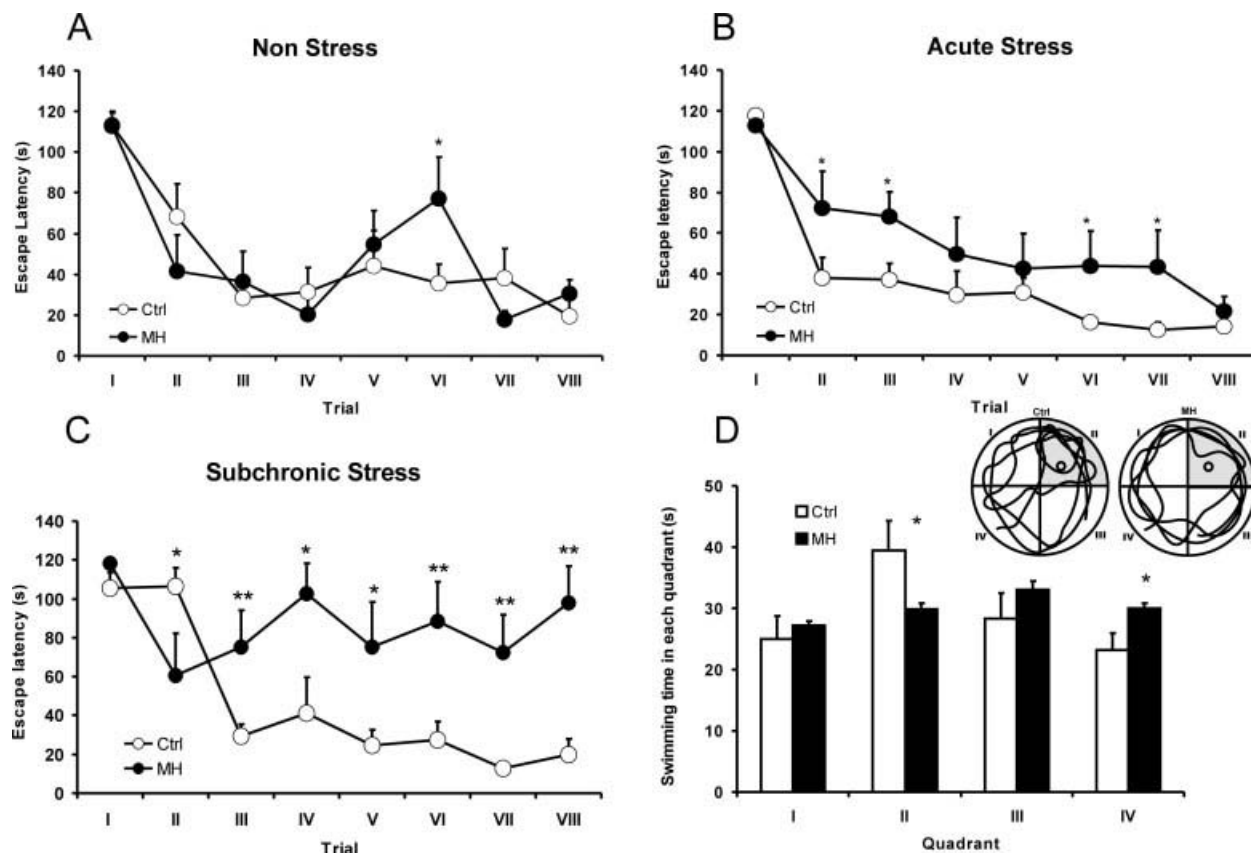 A
Non Stress
140
120
100
80
60
40
20
0
Escape Latency (s)
*
Ctrl
MH
I II III IV V VI VII VIII
Trial
B
Acute Stress
140
120
100
80
60
40
20
0
Escape letency (s)
* * * *
Ctrl
MH
I II III IV V VI VII VIII
Trial
C
Subchronic Stress
140
120
100
80
60
40
20
0
Escape latency (s)
* ** * * ** ** **
Ctrl
MH
I II III IV V VI VII VIII
Trial
D
Ctrl
I II
IV III
MH
I II
IV
50
40
30
20
10
0
Swimming time in each quadrant (s)
Ctrl
MH
* *
I II III IV
Quadrant